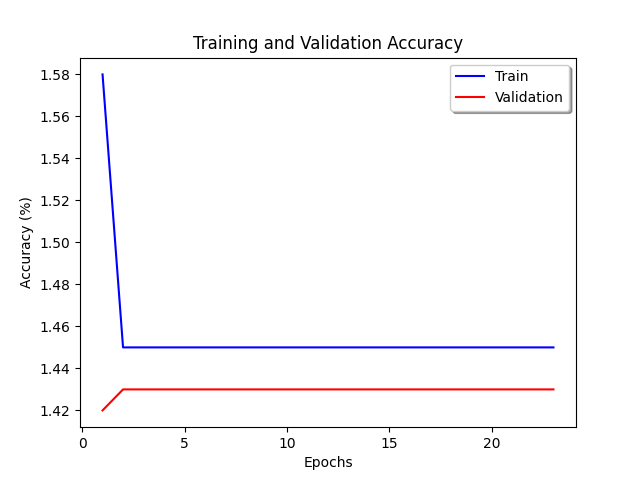 Training and Validation Accuracy
Train
Validation
1.58
1.56
1.54
1.52
1.50
1.48
1.46
1.44
1.42
Accuracy (%)
0 5 10 15 20
Epochs